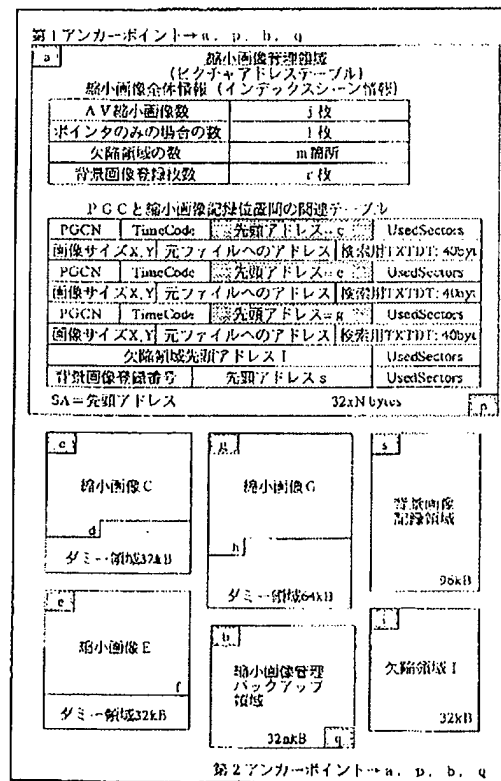 第1アンカーポイント→a, p, b, q
a
縮小画像管理領域
(ピクチャアドレステーブル)
縮小画像全体情報(インデックスシーン情報)
AV縮小画像数 j枚
ポインタのみの場合の数 l枚
欠陥領域の数 m箇所
背景画像登録枚数 r枚
PGCと縮小画像記録位置間の関連テーブル
PGCN TimeCode 先頭アドレス=c UsedSectors
画像サイズX,Y 元ファイルへのアドレス 検索用TXTDT: 40byt
PGCN TimeCode 先頭アドレス=e UsedSectors
画像サイズX,Y 元ファイルへのアドレス 検索用TXTDT: 40byt
PGCN TimeCode 先頭アドレス=g UsedSectors
画像サイズX,Y 元ファイルへのアドレス 検索用TXTDT: 40byt
欠陥領域先頭アドレスI UsedSectors
背景画像登録番号 先頭アドレスs UsedSectors
SA=先頭アドレス 32xN bytes p
c
縮小画像C
d
ダミー領域32kB
g
縮小画像G
h
ダミー領域64kB
s
背景画像
記録領域
96kB
e
縮小画像E
f
ダミー領域32kB
b
縮小画像管理
バックアップ
領域
32nkB q
i
欠陥領域I
32kB
第2アンカーポイント→a, p, b, q